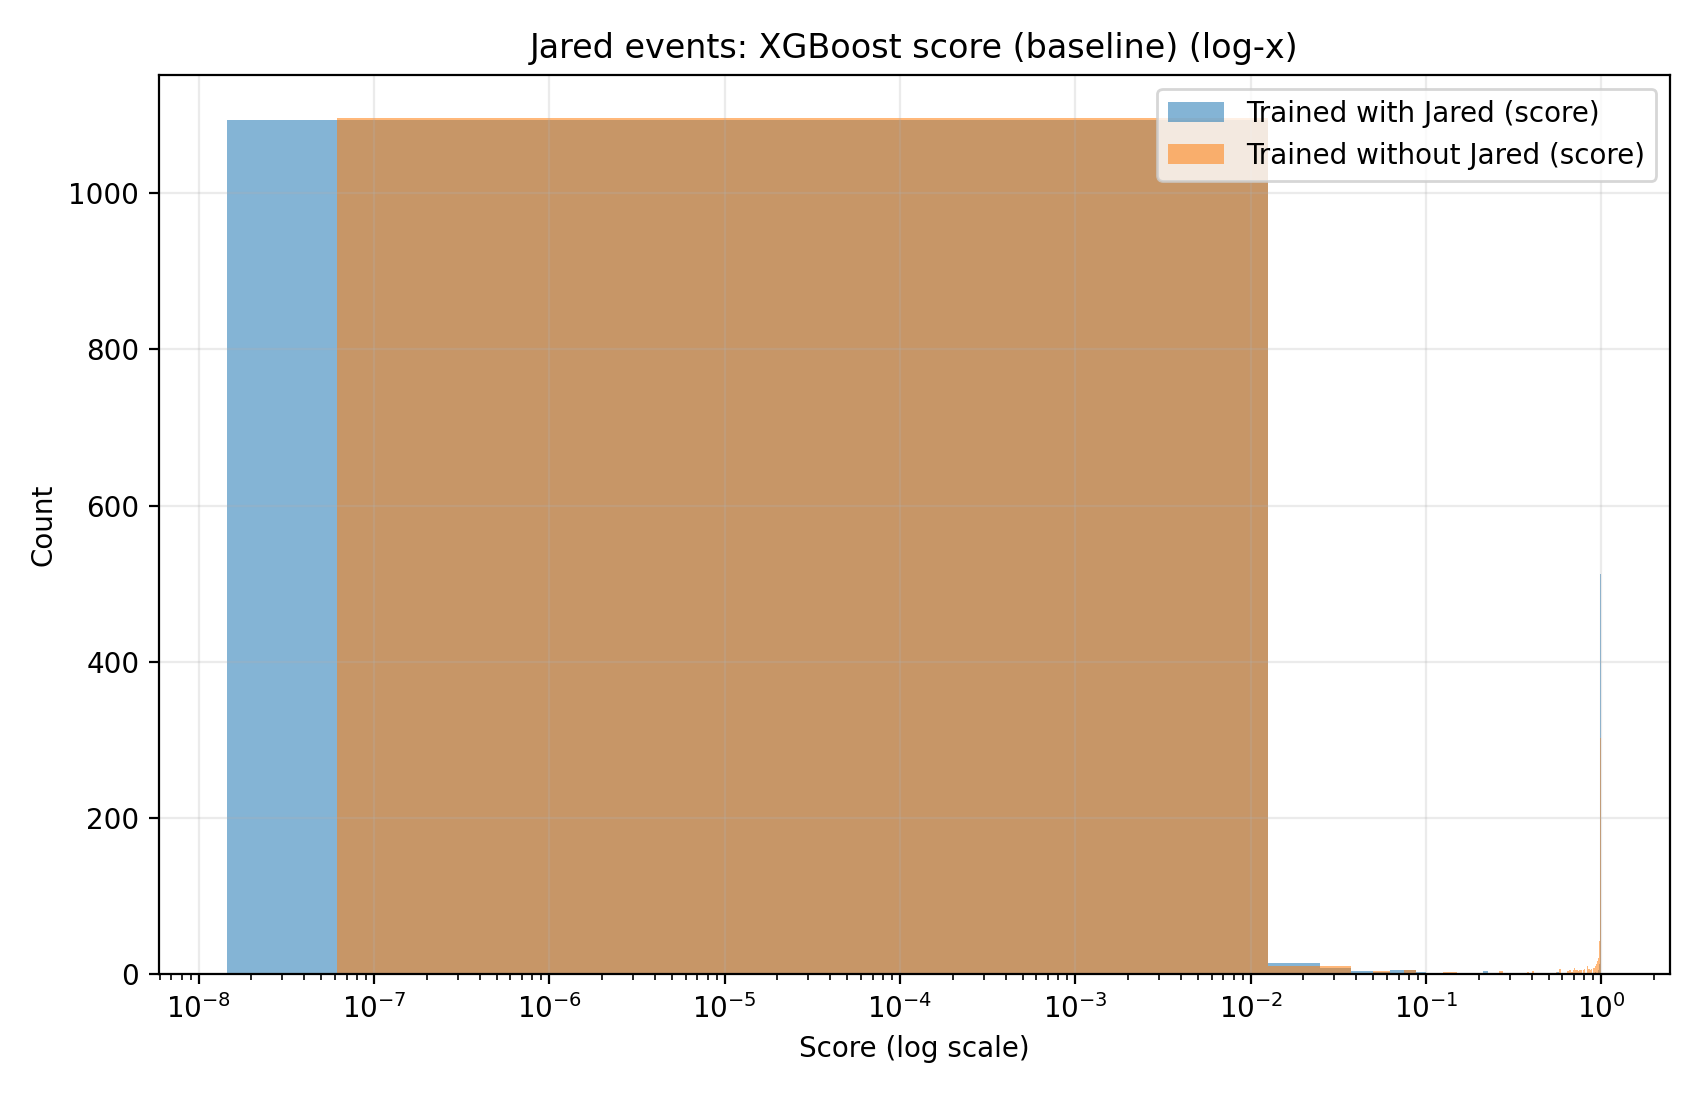 Jared events: XGBoost score (baseline) (log-x)
Trained with Jared (score)
Trained without Jared (score)
Count
1000
800
600
400
200
0
10⁻⁸ 10⁻⁷ 10⁻⁶ 10⁻⁵ 10⁻⁴ 10⁻³ 10⁻² 10⁻¹ 10⁰
Score (log scale)